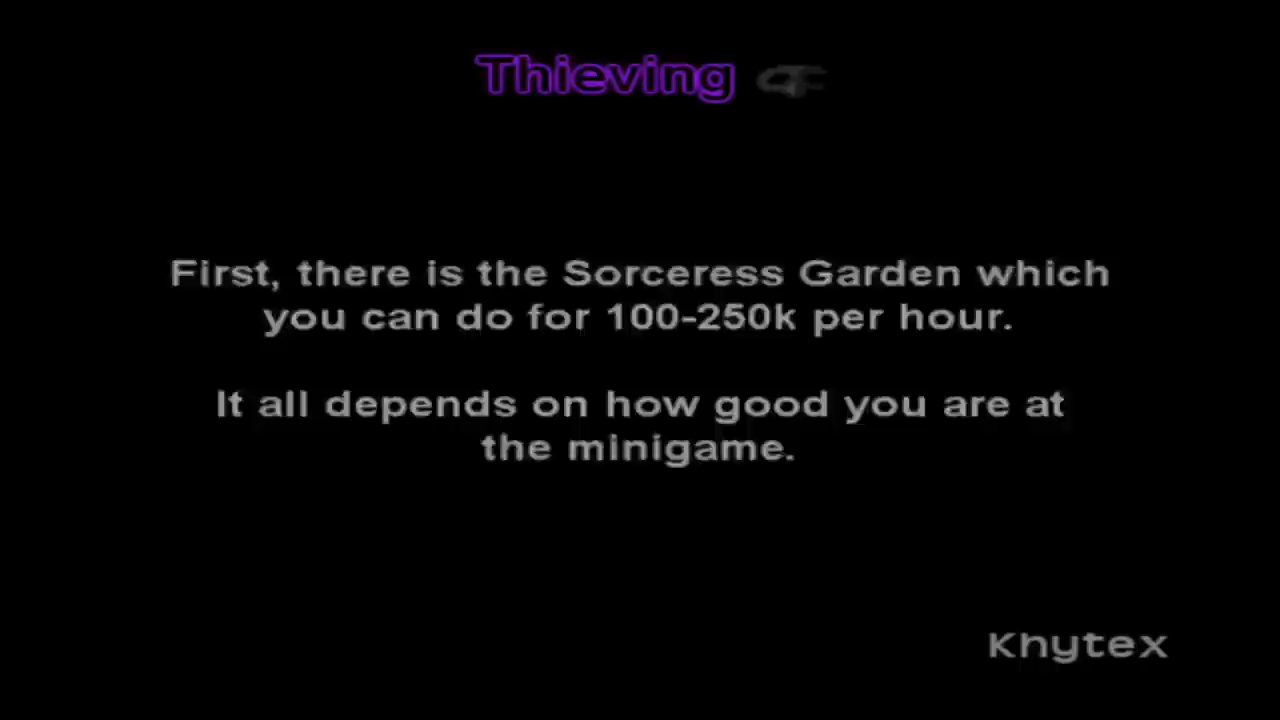 Thieving
First, there is the Sorceress Garden which
you can do for 100-250k per hour.
It all depends on how good you are at
the minigame.
Khytex